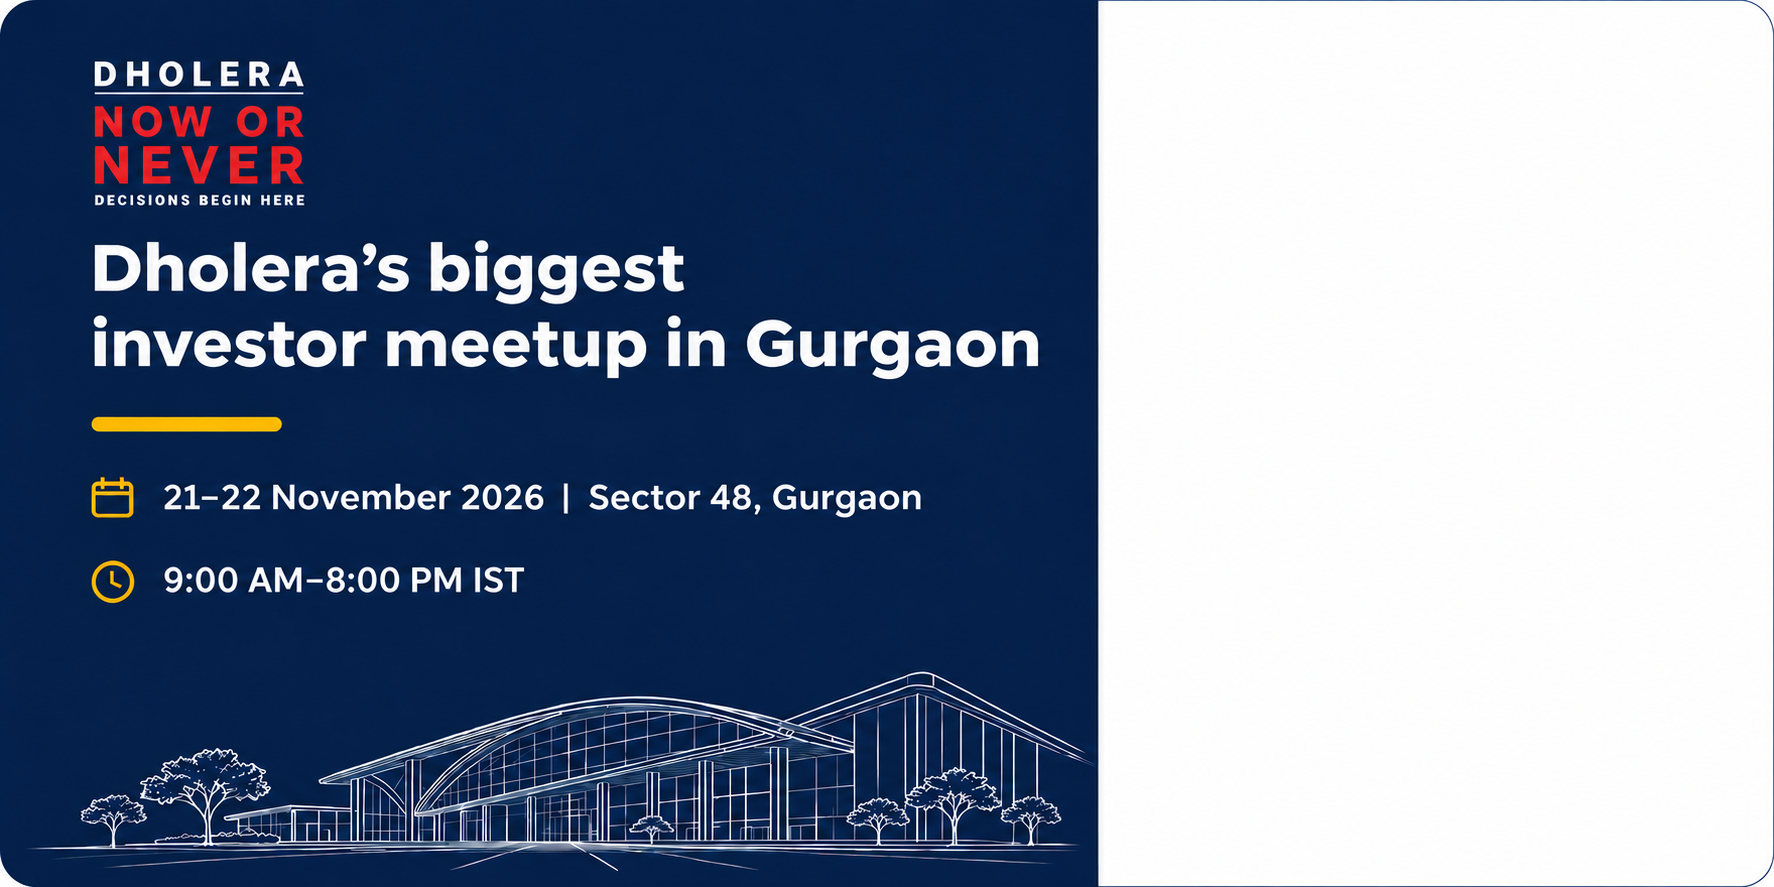 DHOLERA
NOW OR
NEVER
DECISIONS BEGIN HERE
Dholera’s biggest
investor meetup in Gurgaon
21–22 November 2026 | Sector 48, Gurgaon
9:00 AM–8:00 PM IST